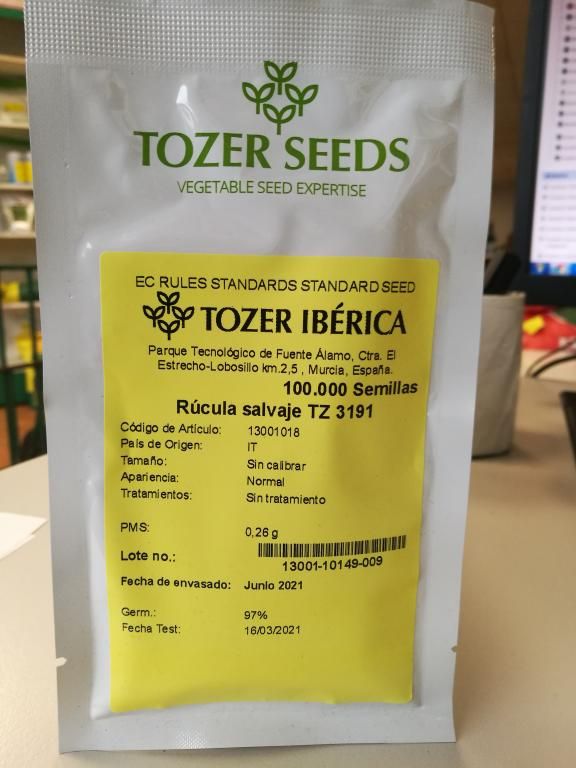 TOZER SEEDS
VEGETABLE SEED EXPERTISE
EC RULES STANDARDS STANDARD SEED
TOZER IBÉRICA
Parque Tecnológico de Fuente Álamo, Ctra. El
Estrecho-Lobosillo km.2,5 , Murcia, España.
100.000 Semillas
Rúcula salvaje TZ 3191
Código de Artículo: 13001018
País de Origen: IT
Tamaño: Sin calibrar
Apariencia: Normal
Tratamientos: Sin tratamiento
PMS: 0,26 g
Lote no.: 13001-10149-009
Fecha de envasado: Junio 2021
Germ.: 97%
Fecha Test: 16/03/2021